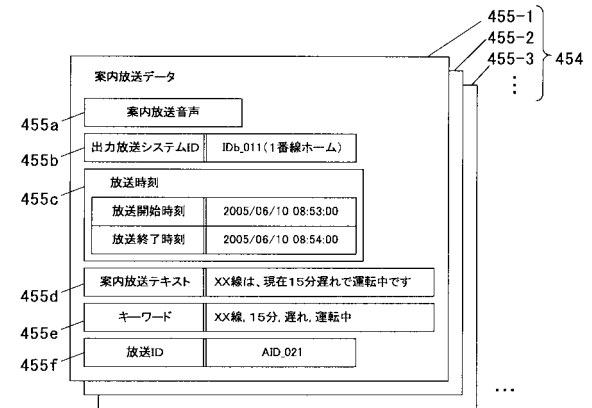 455-1
455-2
455-3
454
案内放送データ
455a
案内放送音声
455b
出力放送システムID IDb_011(1番線ホーム)
455c
放送時刻
放送開始時刻 2005/06/10 08:53:00
放送終了時刻 2005/06/10 08:54:00
455d
案内放送テキスト XX線は、現在15分遅れで運転中です
455e
キーワード XX線, 15分, 遅れ, 運転中
455f
放送ID AID_021
...